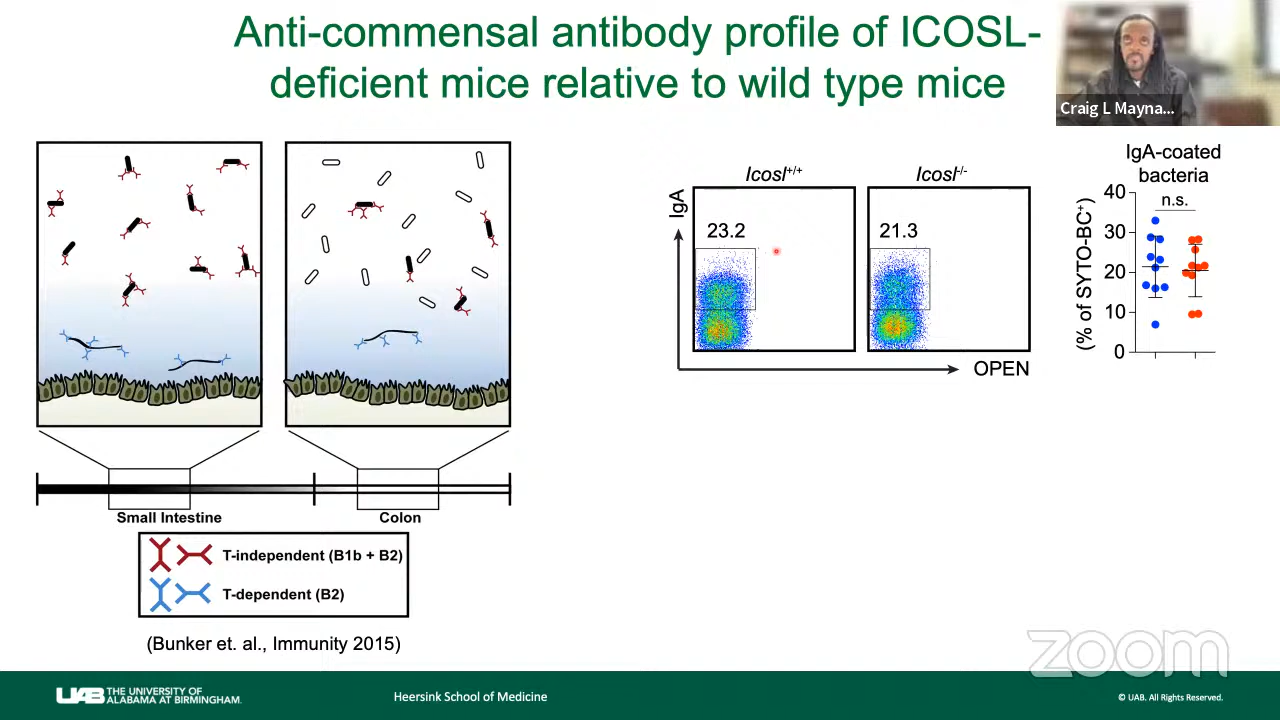 Anti-commensal antibody profile of ICOSL-
deficient mice relative to wild type mice
Craig L Mayna...
Small Intestine
Colon
T-independent (B1b + B2)
T-dependent (B2)
(Bunker et. al., Immunity 2015)
IgA
Icosl+/+
Icosl-/-
23.2
21.3
OPEN
IgA-coated
bacteria
n.s.
(% of SYTO-BC+)
40
30
20
10
0
zoom
UAB THE UNIVERSITY OF
ALABAMA AT BIRMINGHAM.
Heersink School of Medicine
© UAB. All Rights Reserved.